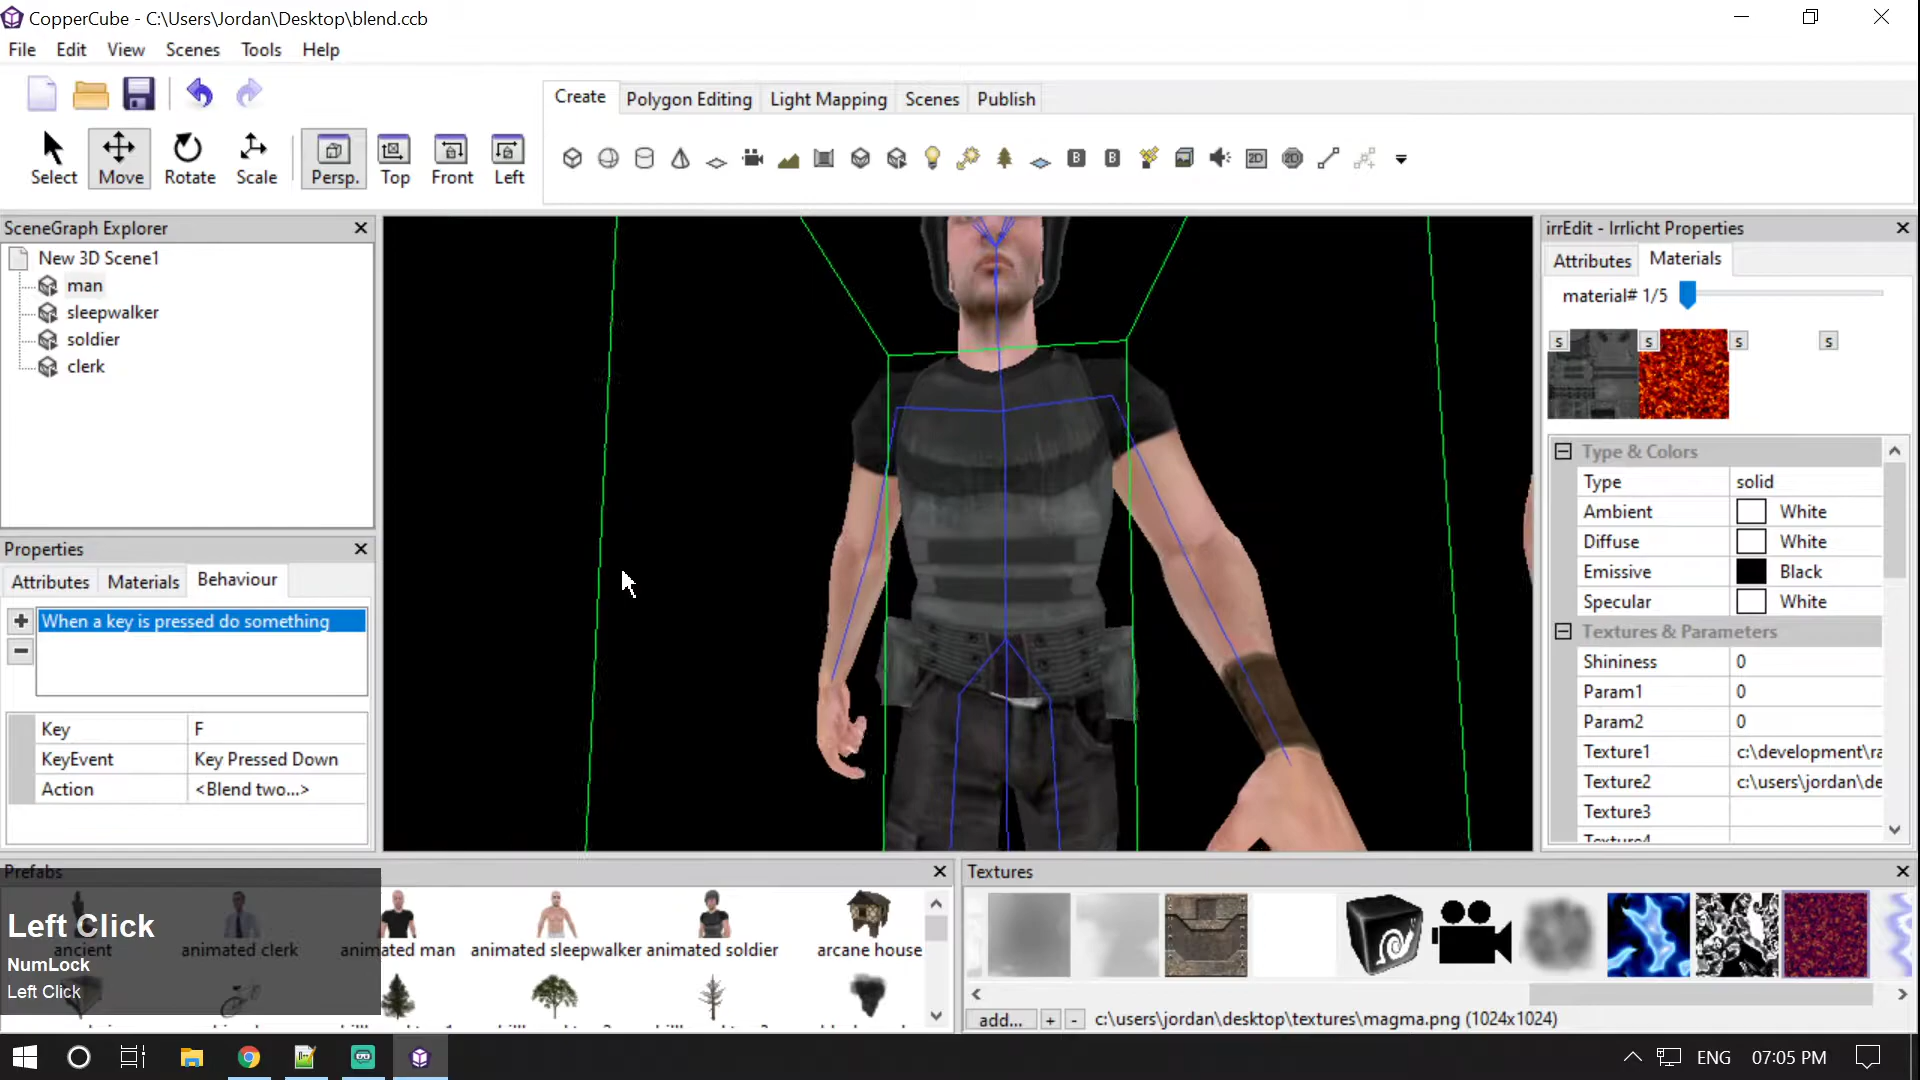 CopperCube - C:\Users\Jordan\Desktop\blend.ccb
File Edit View Scenes Tools Help
Create Polygon Editing Light Mapping Scenes Publish
Select Move Rotate Scale Persp. Top Front Left
B B 2D 2D
SceneGraph Explorer
New 3D Scene1
man
sleepwalker
soldier
clerk
Properties
Attributes Materials Behaviour
When a key is pressed do something
Key F
KeyEvent Key Pressed Down
Action <Blend two...>
irrEdit - Irrlicht Properties
Attributes Materials
material# 1/5
s s s s
Type & Colors
Type solid
Ambient White
Diffuse White
Emissive Black
Specular White
Textures & Parameters
Shininess 0
Param1 0
Param2 0
Texture1 c:\development\ra
Texture2 c:\users\jordan\de
Texture3
Texture4
Prefabs
ancient animated clerk animated man animated sleepwalker animated soldier arcane house
Left Click
NumLock
Left Click
Textures
add... + - c:\users\jordan\desktop\textures\magma.png (1024x1024)
ENG 07:05 PM